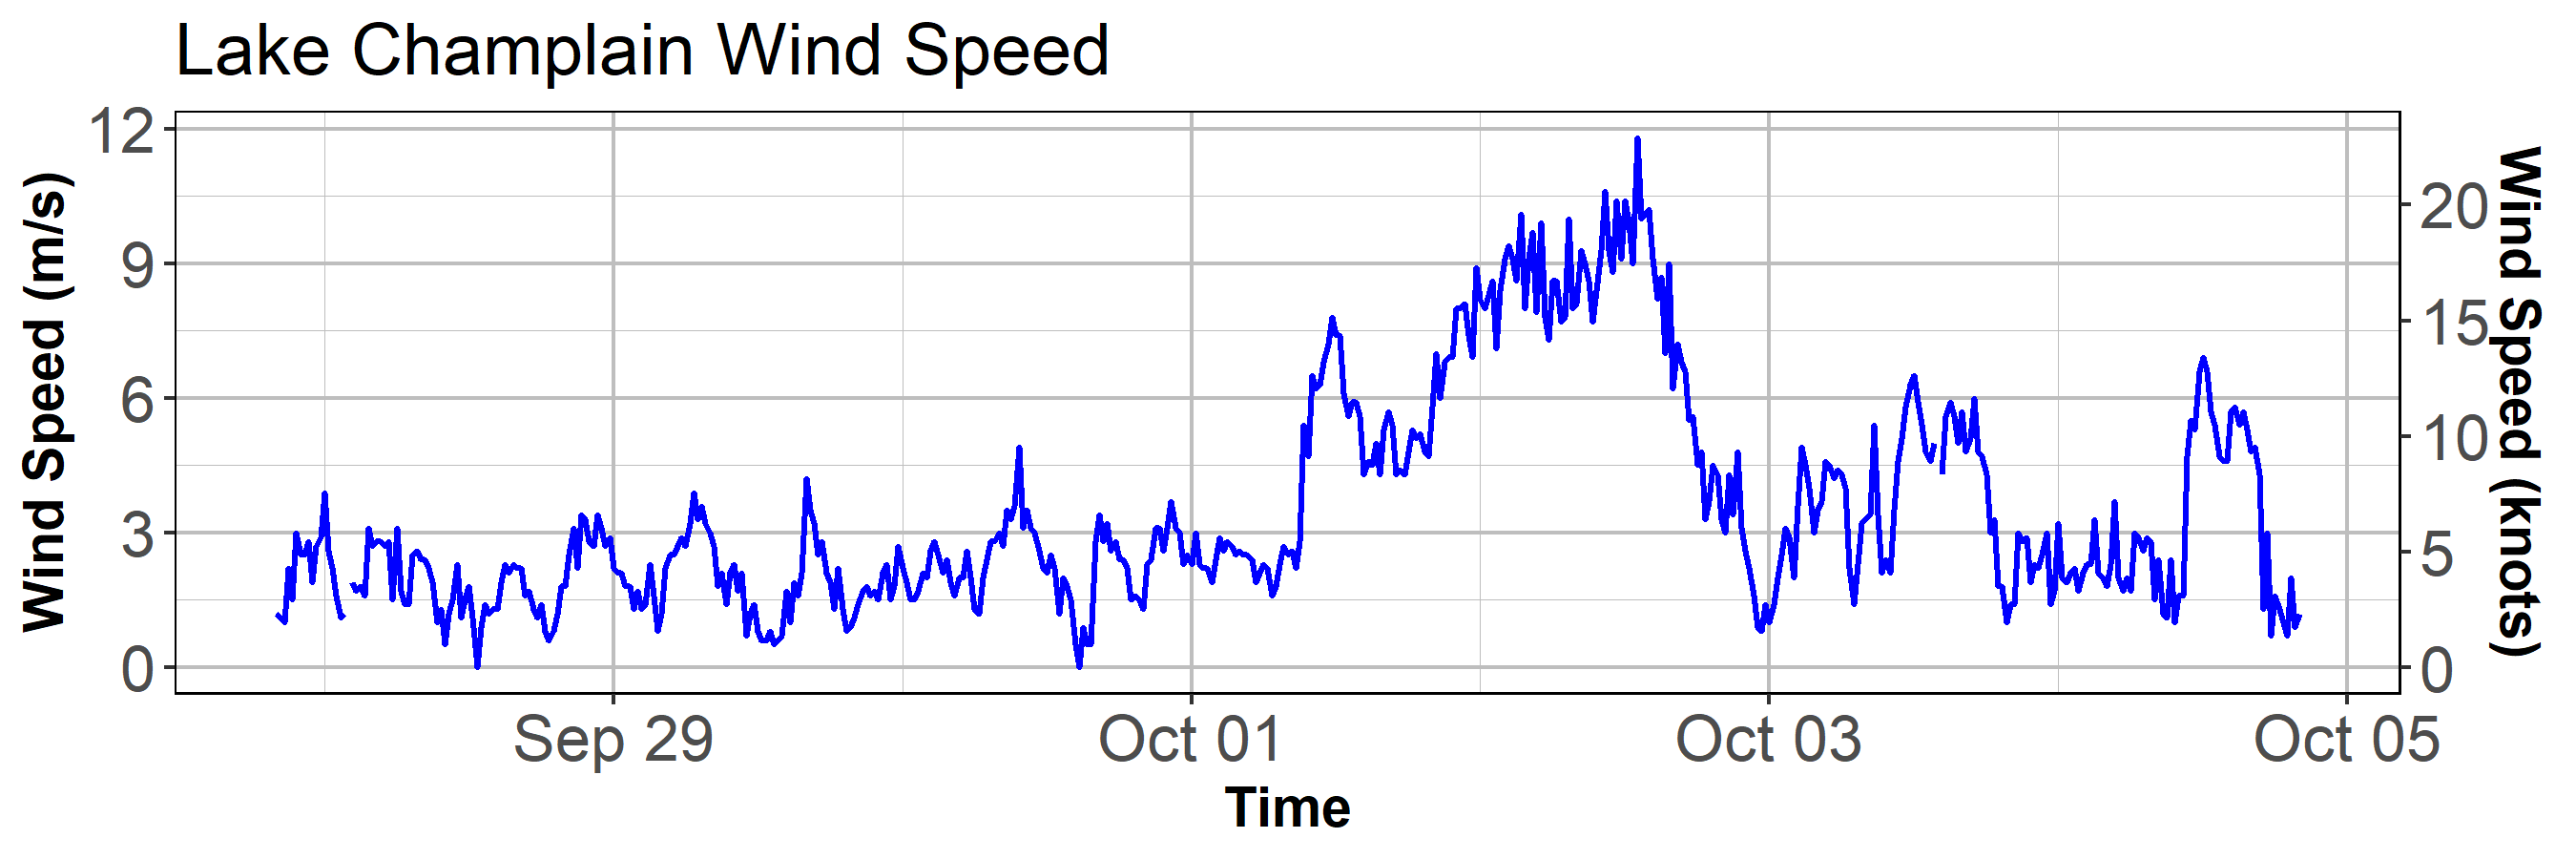 Lake Champlain Wind Speed
Wind Speed (m/s)
12
9
6
3
0
20
15
10
5
0
Wind Speed (knots)
Sep 29
Oct 01
Oct 03
Oct 05
Time